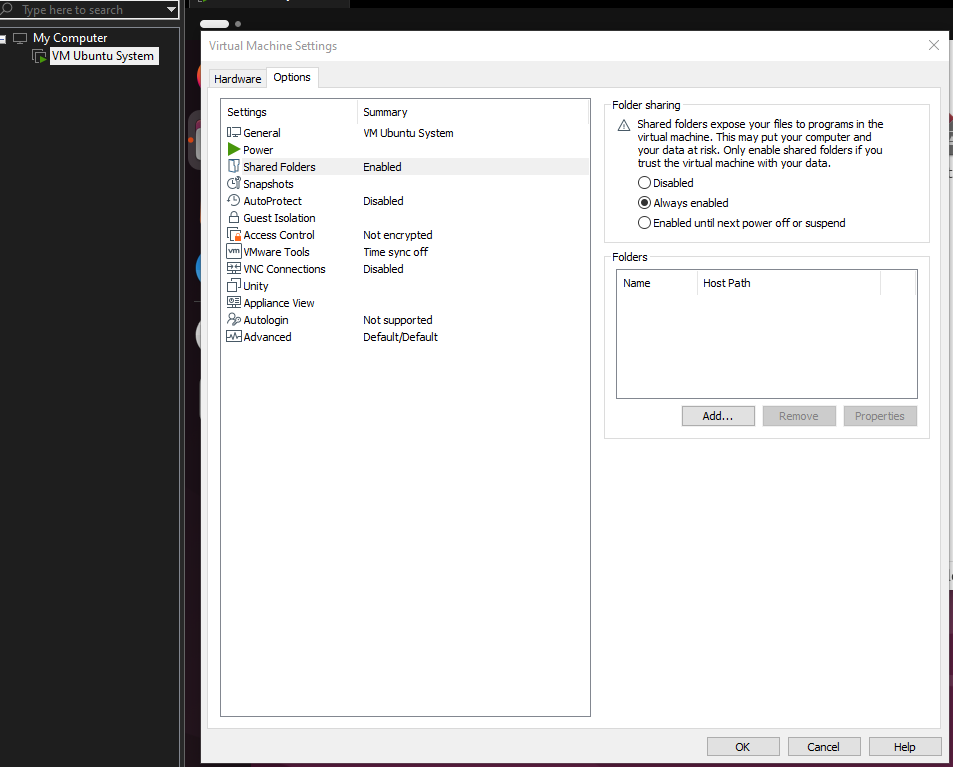 Type here to search
My Computer
VM Ubuntu System
Virtual Machine Settings
Hardware
Options
Settings
Summary
General
VM Ubuntu System
Power
Shared Folders
Enabled
Snapshots
AutoProtect
Disabled
Guest Isolation
Access Control
Not encrypted
vm
VMware Tools
Time sync off
VNC Connections
Disabled
Unity
Appliance View
Autologin
Not supported
Advanced
Default/Default
Folder sharing
Shared folders expose your files to programs in the
virtual machine. This may put your computer and
your data at risk. Only enable shared folders if you
trust the virtual machine with your data.
Disabled
Always enabled
Enabled until next power off or suspend
Folders
Name
Host Path
Add...
Remove
Properties
OK
Cancel
Help